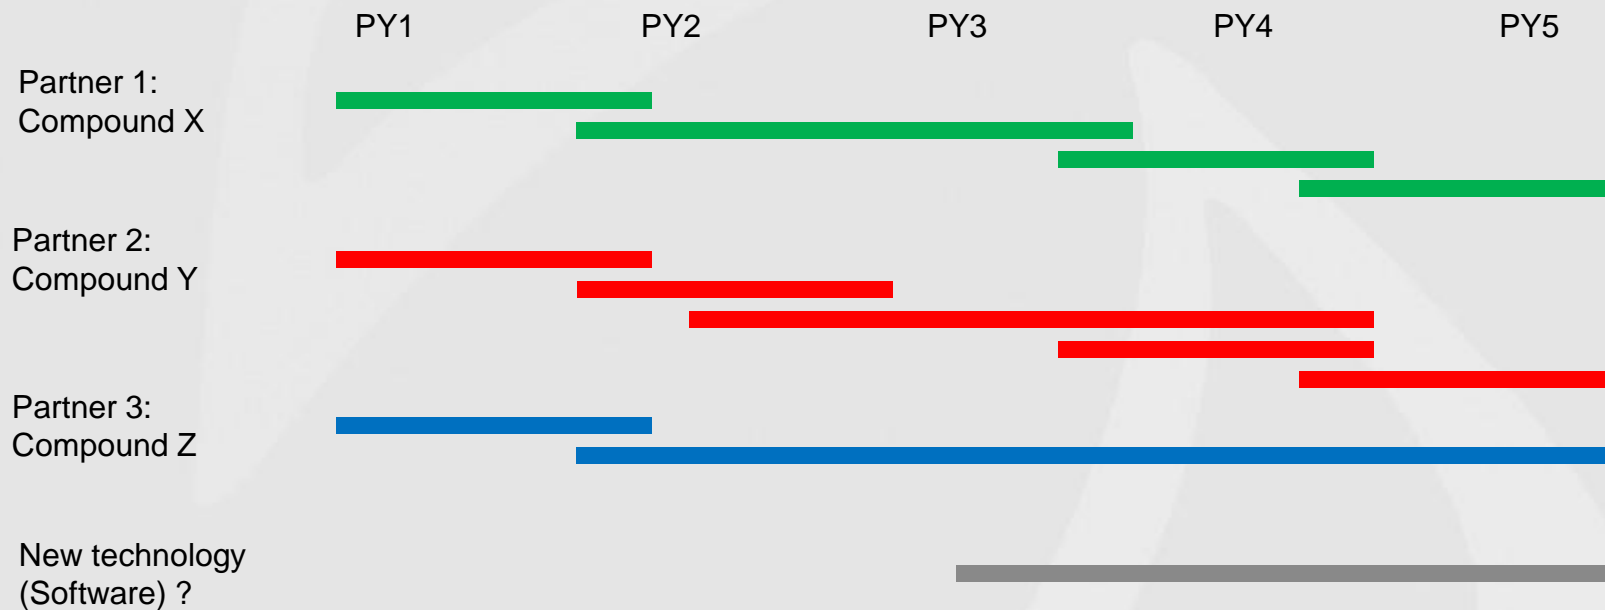 PY1 PY2 PY3 PY4 PY5
Partner 1:
Compound X
Partner 2:
Compound Y
Partner 3:
Compound Z
New technology
(Software) ?